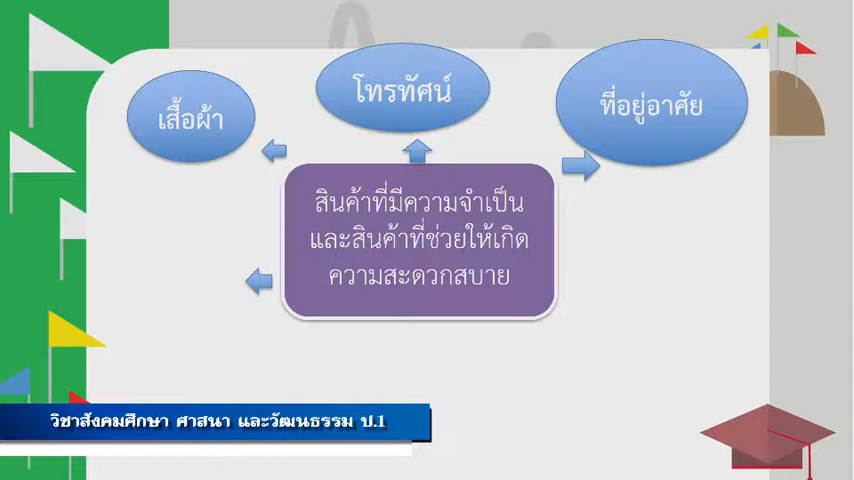 เสื้อผ้า
โทรทัศน์
ที่อยู่อาศัย
สินค้าที่มีความจำเป็น
และสินค้าที่ช่วยให้เกิด
ความสะดวกสบาย
วิชาสังคมศึกษา ศาสนา และวัฒนธรรม ป.1